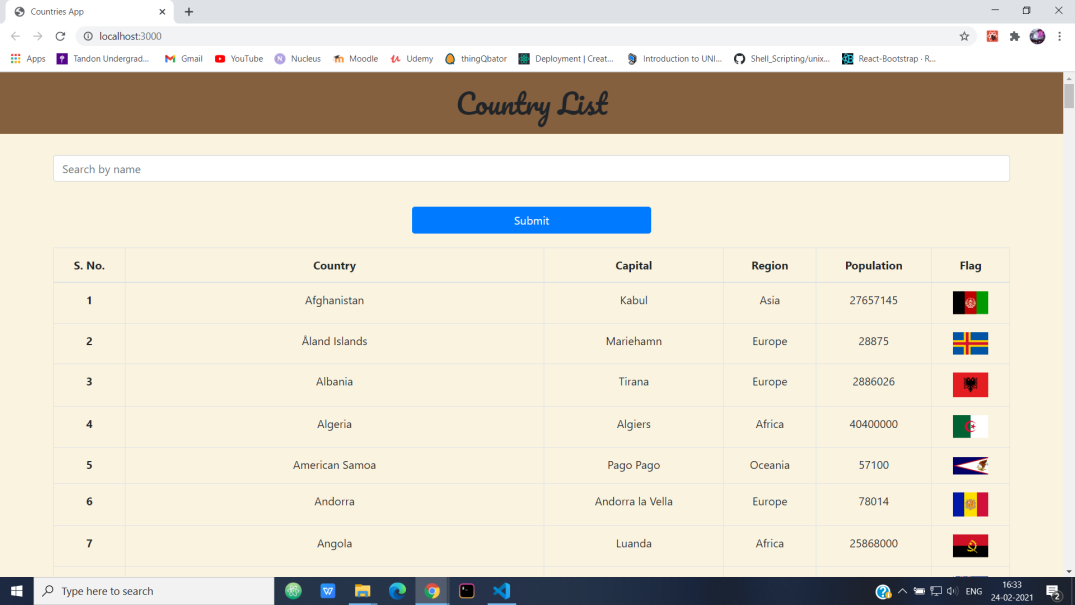 Countries App
localhost:3000
Apps Tandon Undergrad... Gmail YouTube Nucleus Moodle Udemy thingQbator Deployment | Creat... Introduction to UNI... Shell_Scripting/unix... React-Bootstrap · R...
Country List
Search by name
Submit
S. No. Country Capital Region Population Flag
1 Afghanistan Kabul Asia 27657145
2 Åland Islands Mariehamn Europe 28875
3 Albania Tirana Europe 2886026
4 Algeria Algiers Africa 40400000
5 American Samoa Pago Pago Oceania 57100
6 Andorra Andorra la Vella Europe 78014
7 Angola Luanda Africa 25868000
Type here to search
ENG
16:33
24-02-2021
2